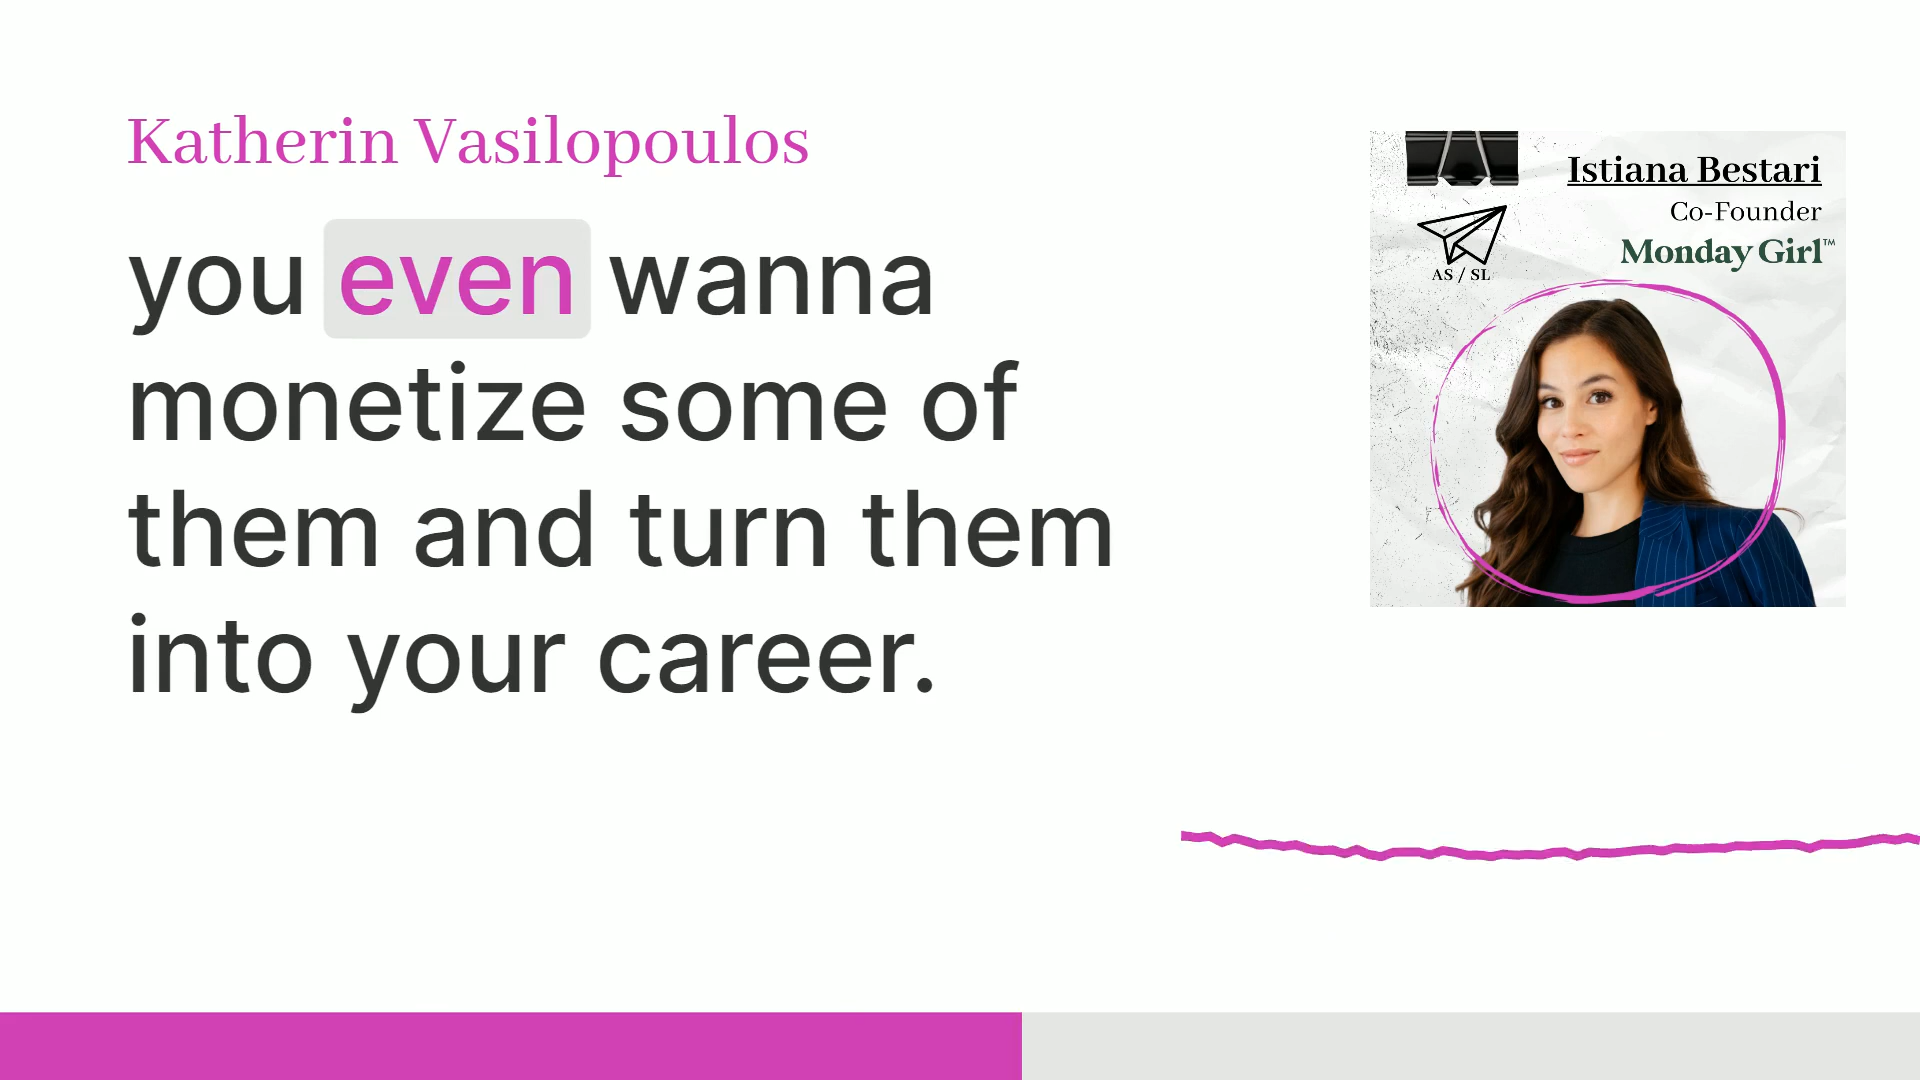 Katherin Vasilopoulos
you even wanna
monetize some of
them and turn them
into your career.
Istiana Bestari
Co-Founder
Monday Girl™
AS / SL